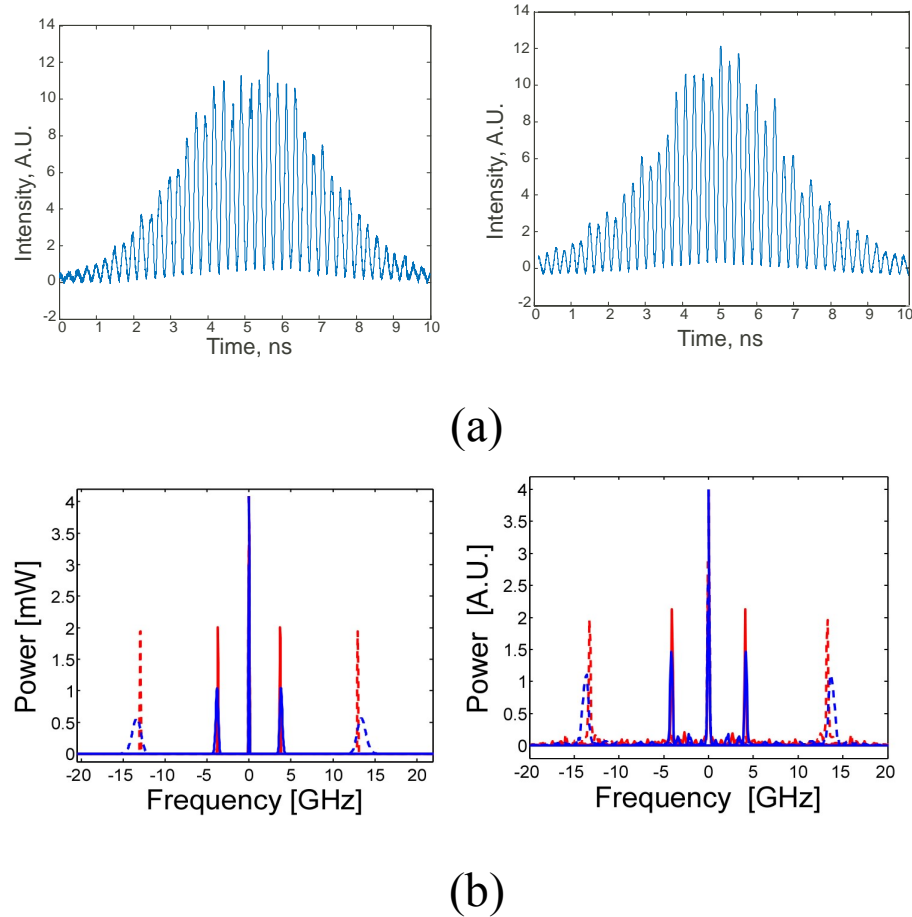 14
12
10
8
6
4
2
0
-2
0 1 2 3 4 5 6 7 8 9 10
Intensity, A.U.
Time, ns
14
12
10
8
6
4
2
0
-2
0 1 2 3 4 5 6 7 8 9 10
Intensity, A.U.
Time, ns
(a)
4
3.5
3
2.5
2
1.5
1
0.5
0
-20 -15 -10 -5 0 5 10 15 20
Power [mW]
Frequency [GHz]
4
3.5
3
2.5
2
1.5
1
0.5
0
-20 -15 -10 -5 0 5 10 15 20
Power [A.U.]
Frequency [GHz]
(b)